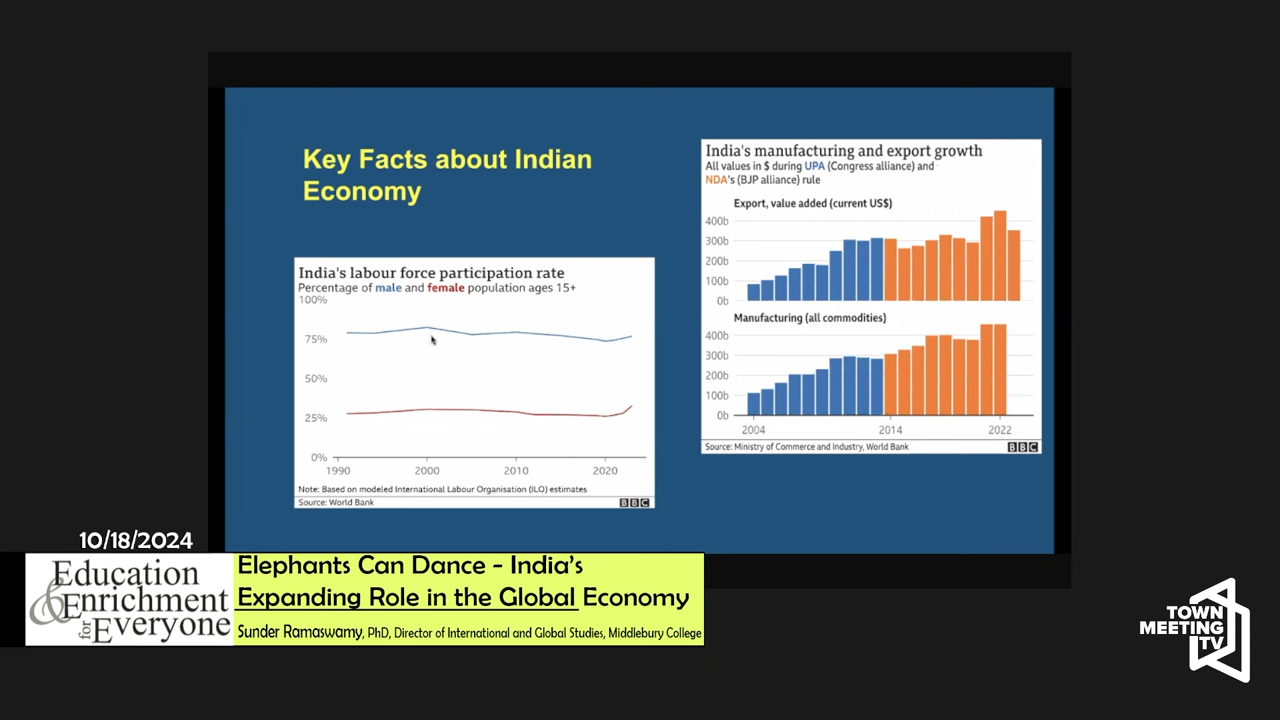 Key Facts about Indian
Economy
India's labour force participation rate
Percentage of male and female population ages 15+
100%
75%
50%
25%
0%
1990
2000
2010
2020
Note: Based on modeled International Labour Organisation (ILO) estimates
Source: World Bank
BBC
India's manufacturing and export growth
All values in $ during UPA (Congress alliance) and
NDA's (BJP alliance) rule
Export, value added (current US$)
400b
300b
200b
100b
0b
Manufacturing (all commodities)
400b
300b
200b
100b
0b
2004
2014
2022
Source: Ministry of Commerce and Industry, World Bank
BBC
10/18/2024
Education
& Enrichment
for Everyone
Elephants Can Dance - India's
Expanding Role in the Global Economy
Sunder Ramaswamy, PhD, Director of International and Global Studies, Middlebury College
TOWN
MEETING
TV